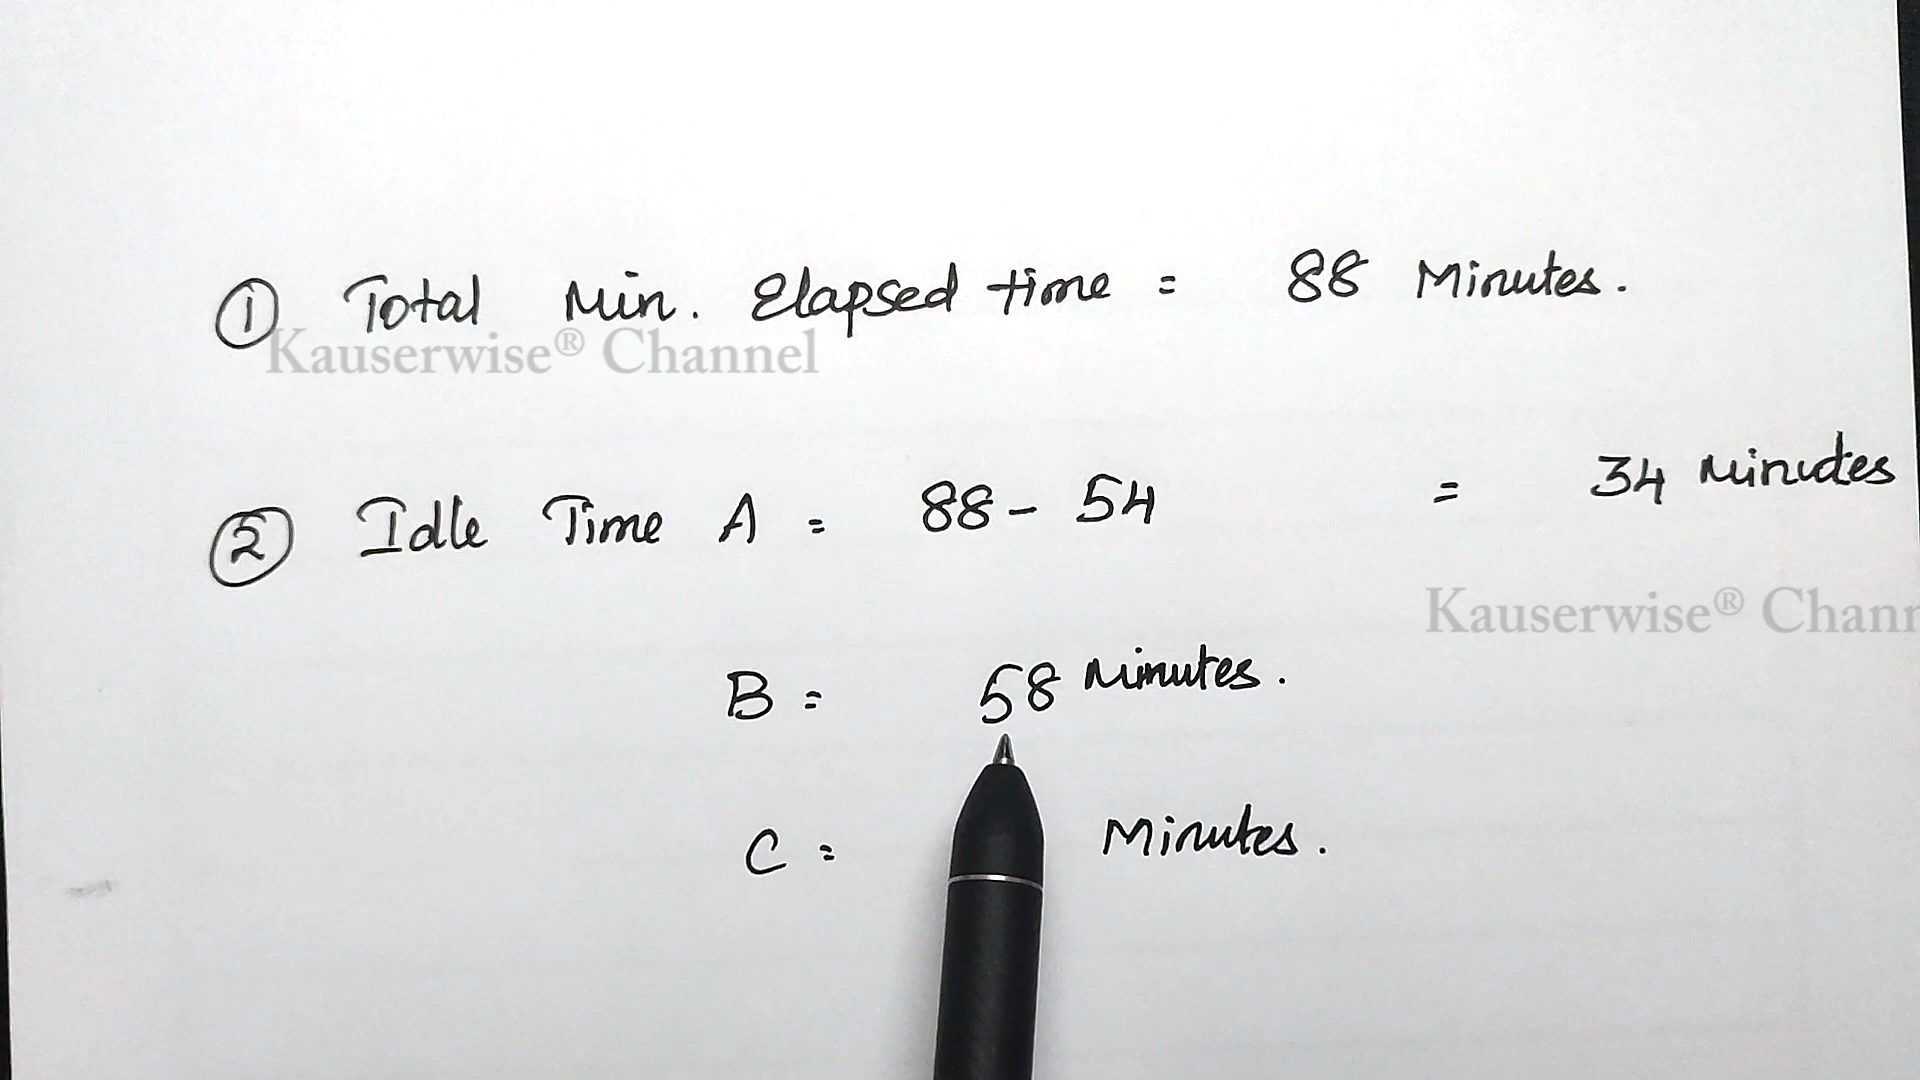 ① Total Min. Elapsed time = 88 Minutes.
Kauserwise® Channel
② Idle Time A = 88 - 54 = 34 Minutes
Kauserwise® Chann
B = 58 Minutes.
C = Minutes.